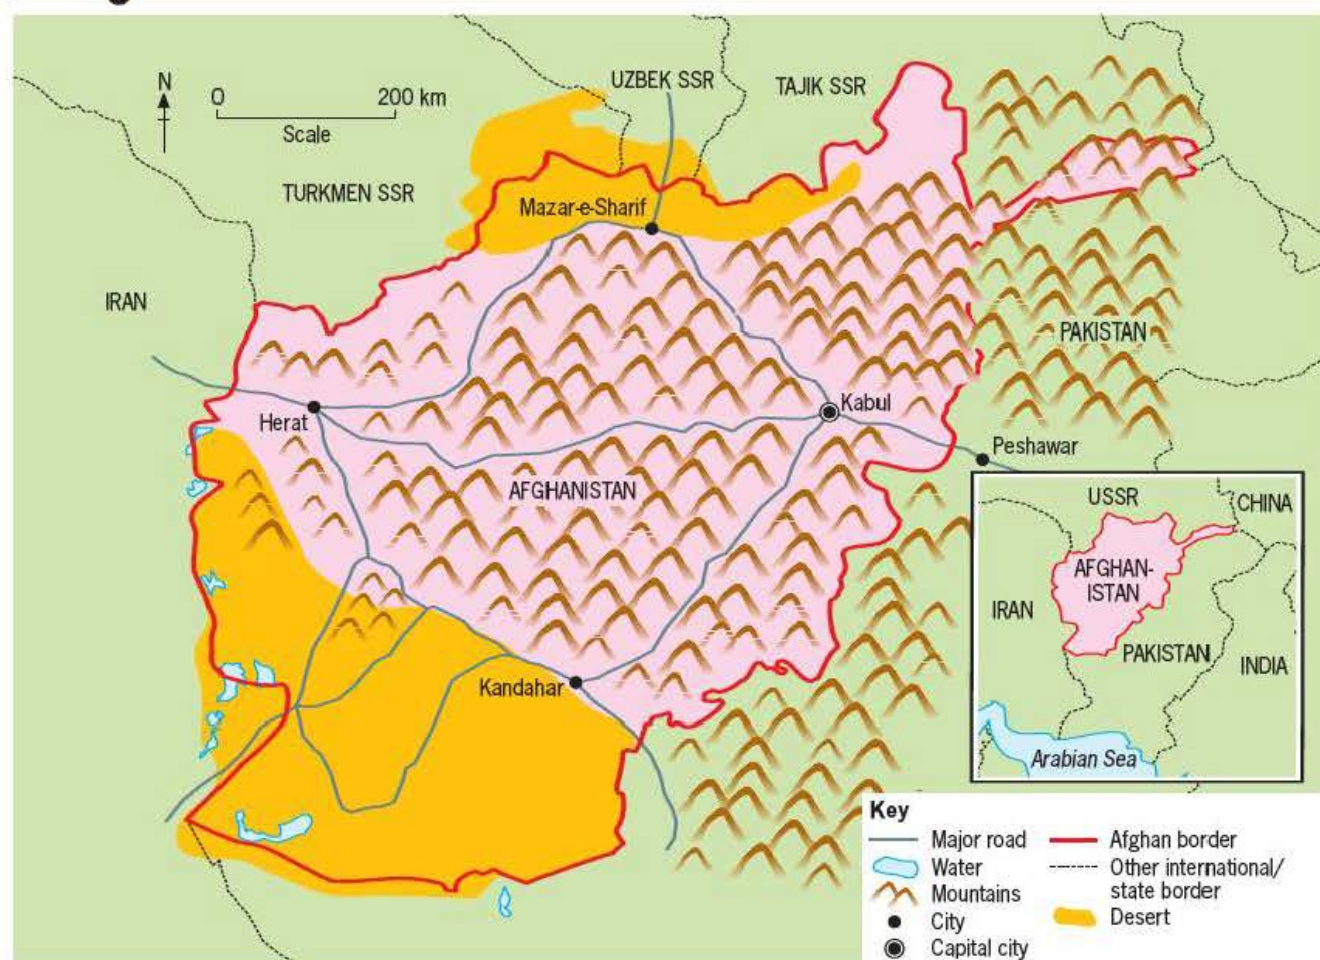 N
0 200 km
Scale
UZBEK SSR
TAJIK SSR
TURKMEN SSR
Mazar-e-Sharif
IRAN
PAKISTAN
Herat
Kabul
Peshawar
AFGHANISTAN
Kandahar
USSR
CHINA
AFGHAN-
ISTAN
IRAN
PAKISTAN
INDIA
Arabian Sea
Key
Major road
Water
Mountains
City
Capital city
Afghan border
Other international/
state border
Desert